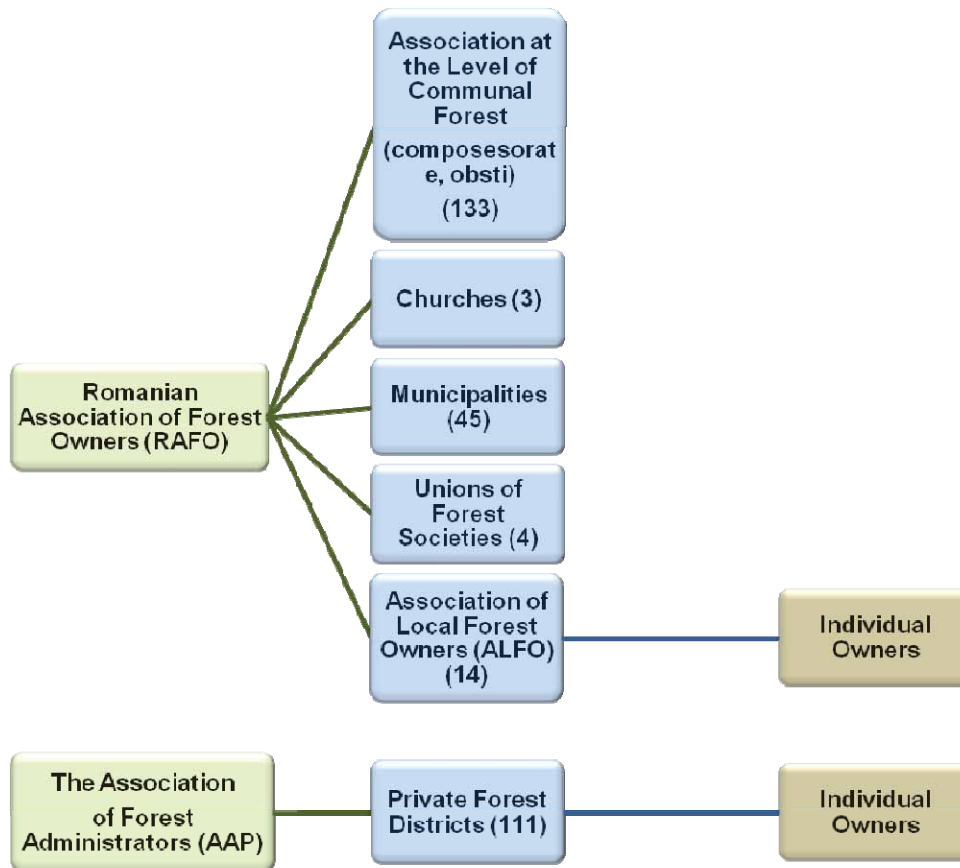 Association at
the Level of
Communal
Forest
(composesorat
e, obsti)
(133)
Churches (3)
Romanian
Association of Forest
Owners (RAFO)
Municipalities
(45)
Unions of
Forest
Societies (4)
Association of
Local Forest
Owners (ALFO)
(14)
Individual
Owners
The Association
of Forest
Administrators (AAP)
Private Forest
Districts (111)
Individual
Owners